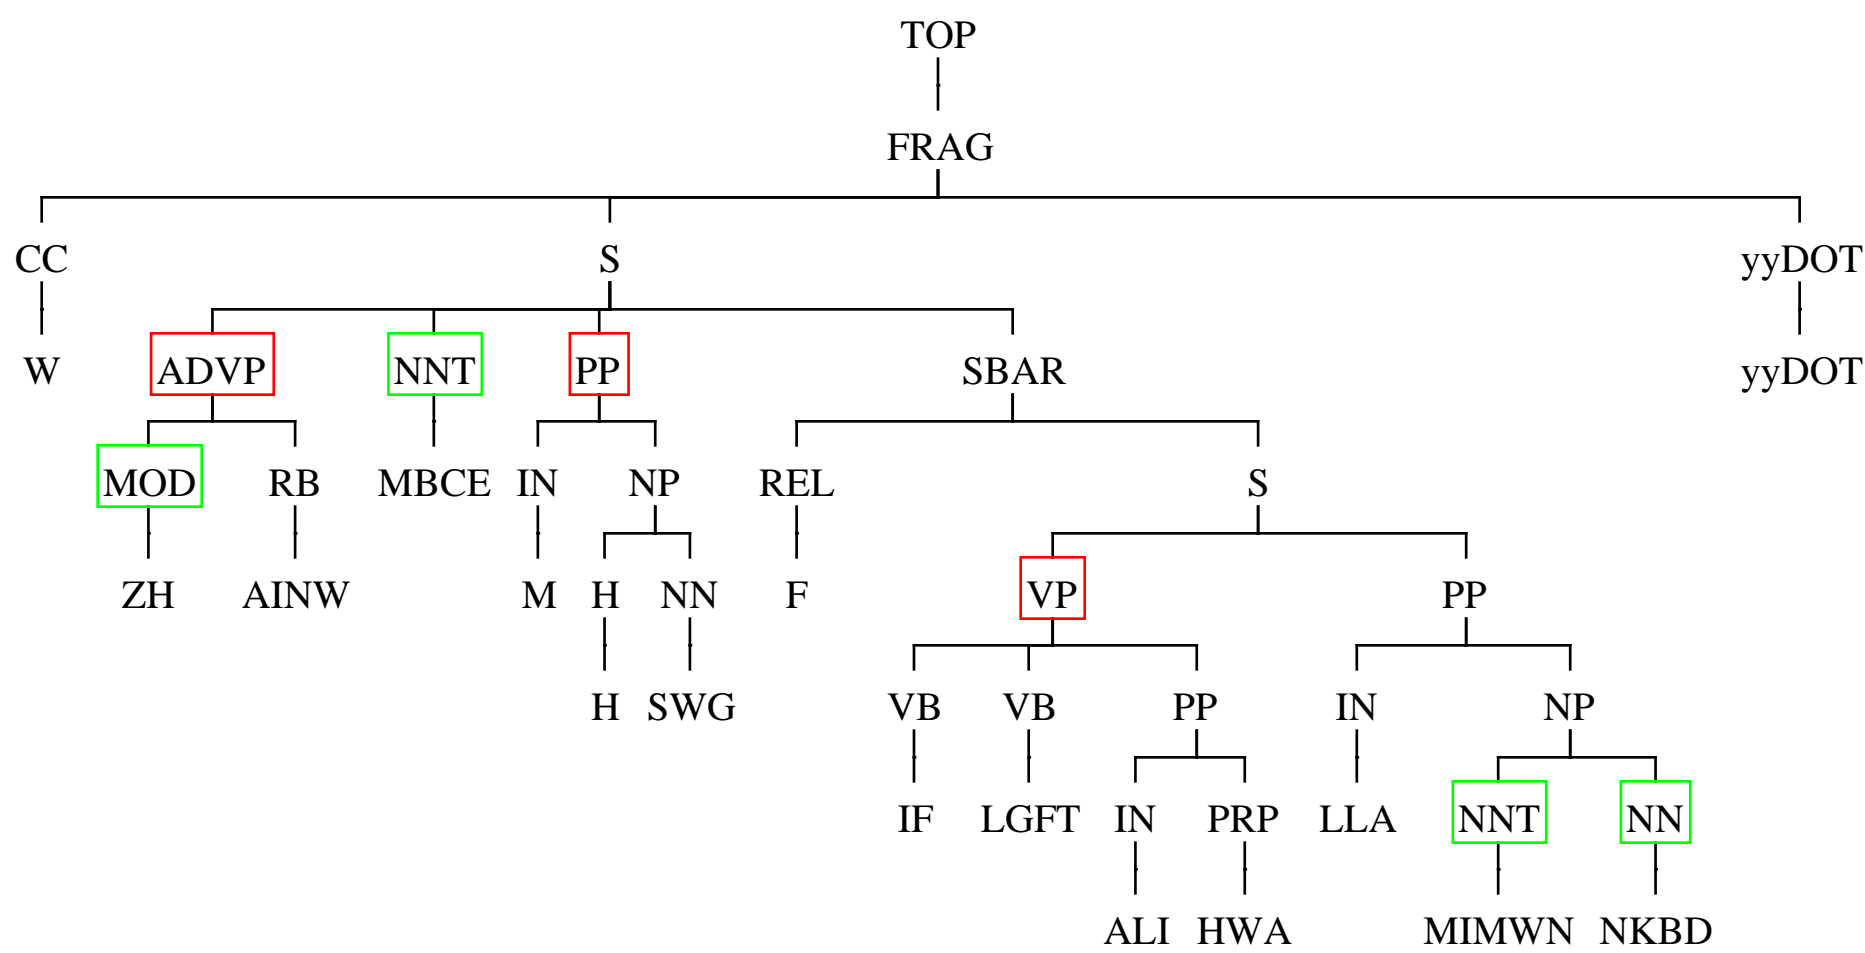 TOP
FRAG
CC S yyDOT
W ADVP NNT PP SBAR yyDOT
MOD RB MBCE IN NP REL S
ZH AINW M H NN F VP PP
H SWG VB VB PP IN NP
IF LGFT IN PRP LLA NNT NN
ALI HWA MIMWN NKBD